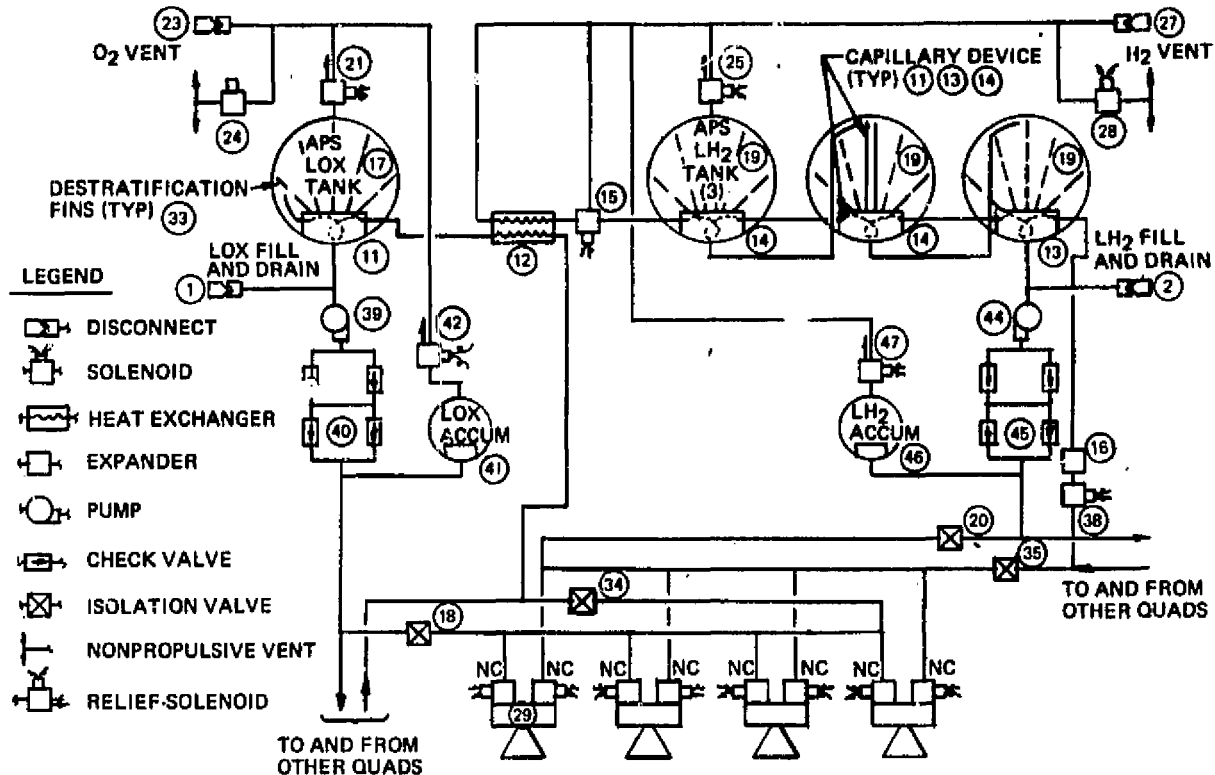 23
O2 VENT
24
21
25
CAPILLARY DEVICE
(TYP) 11 13 14
27
H2 VENT
28
APS
LOX
TANK
17
DESTRATIFICATION
FINS (TYP) 33
11
12
15
APS
LH2
TANK
(3)
19
14
19
14
19
13
LOX FILL
AND DRAIN
1
LH2 FILL
AND DRAIN
2
39
42
40
LOX
ACCUM
41
47
LH2
ACCUM
46
44
45
16
38
20
35
34
18
TO AND FROM
OTHER QUADS
NC NC NC NC NC NC NC NC
29
TO AND FROM
OTHER QUADS
LEGEND
DISCONNECT
SOLENOID
HEAT EXCHANGER
EXPANDER
PUMP
CHECK VALVE
ISOLATION VALVE
NONPROPULSIVE VENT
RELIEF-SOLENOID